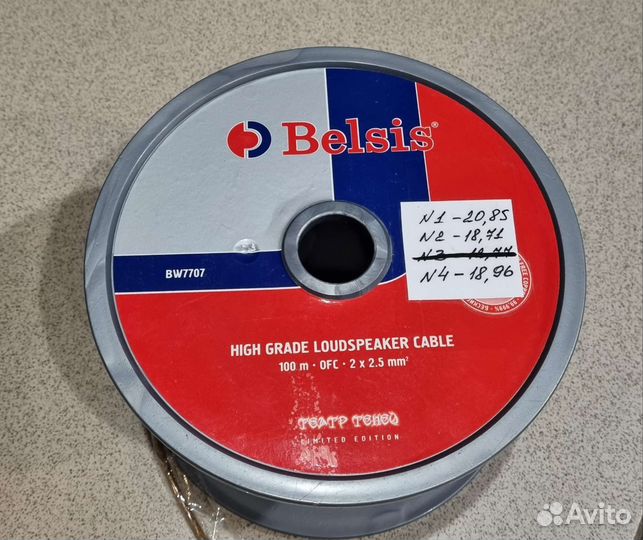 Belsis®
N1 - 20,85
N2 - 18,71
N4 - 18,96
BW7707
HIGH GRADE LOUDSPEAKER CABLE
100 m · OFC · 2 x 2.5 mm²
ТЕАТР ТЕНЕЙ
LIMITED EDITION
Avito